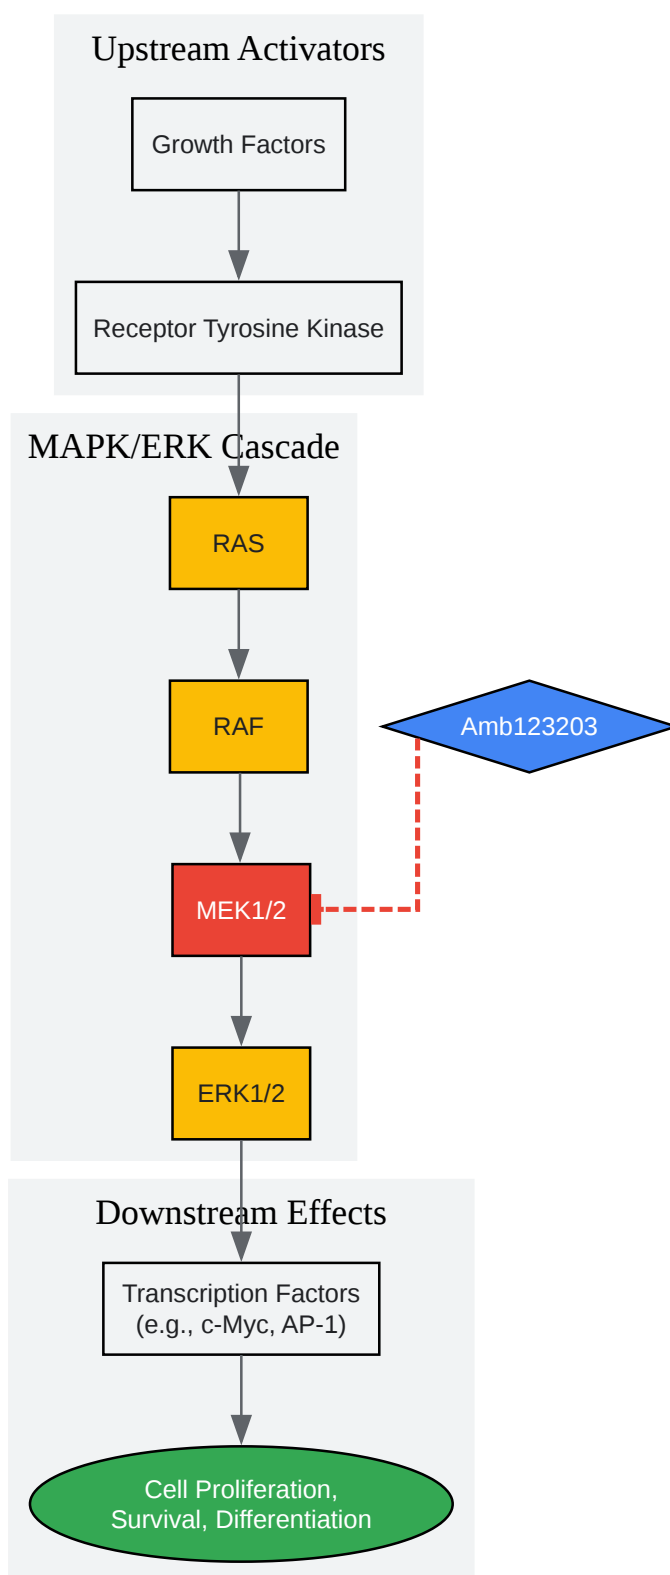 Upstream Activators
Growth Factors
Receptor Tyrosine Kinase
MAPK/ERK Cascade
RAS
RAF
Amb123203
MEK1/2
ERK1/2
Downstream Effects
Transcription Factors
(e.g., c-Myc, AP-1)
Cell Proliferation,
Survival, Differentiation